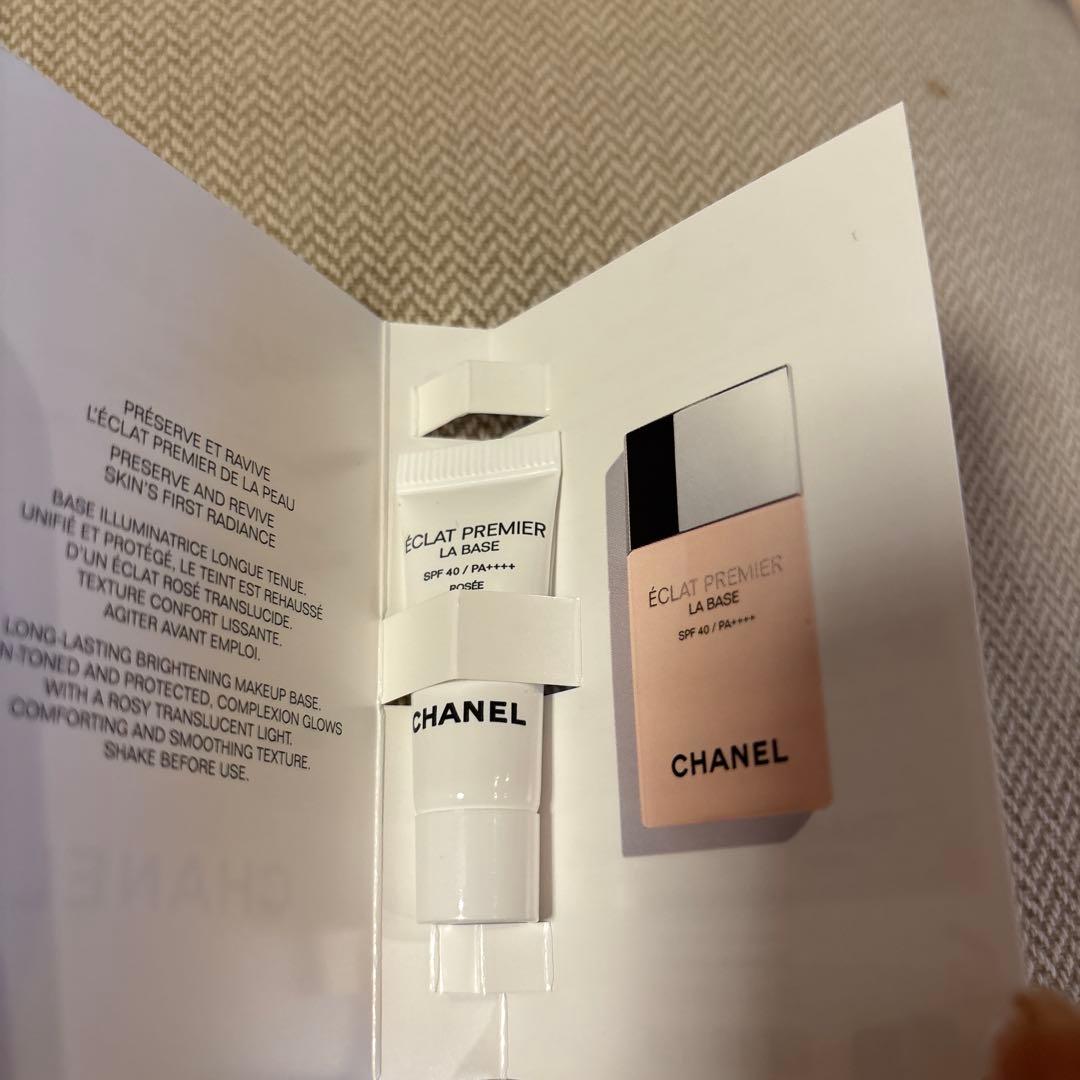 PRÉSERVE ET RAVIVE
L'ÉCLAT PREMIER DE LA PEAU
PRESERVE AND REVIVE
SKIN'S FIRST RADIANCE
BASE ILLUMINATRICE LONGUE TENUE.
UNIFIÉ ET PROTÉGÉ, LE TEINT EST REHAUSSÉ
D'UN ÉCLAT ROSÉ TRANSLUCIDE.
TEXTURE CONFORT LISSANTE.
AGITER AVANT EMPLOI.
LONG-LASTING BRIGHTENING MAKEUP BASE.
N-TONED AND PROTECTED, COMPLEXION GLOWS
WITH A ROSY TRANSLUCENT LIGHT.
COMFORTING AND SMOOTHING TEXTURE.
SHAKE BEFORE USE.
ÉCLAT PREMIER
LA BASE
SPF 40 / PA++++
ROSÉE
CHANEL
ÉCLAT PREMIER
LA BASE
SPF 40 / PA++++
CHANEL